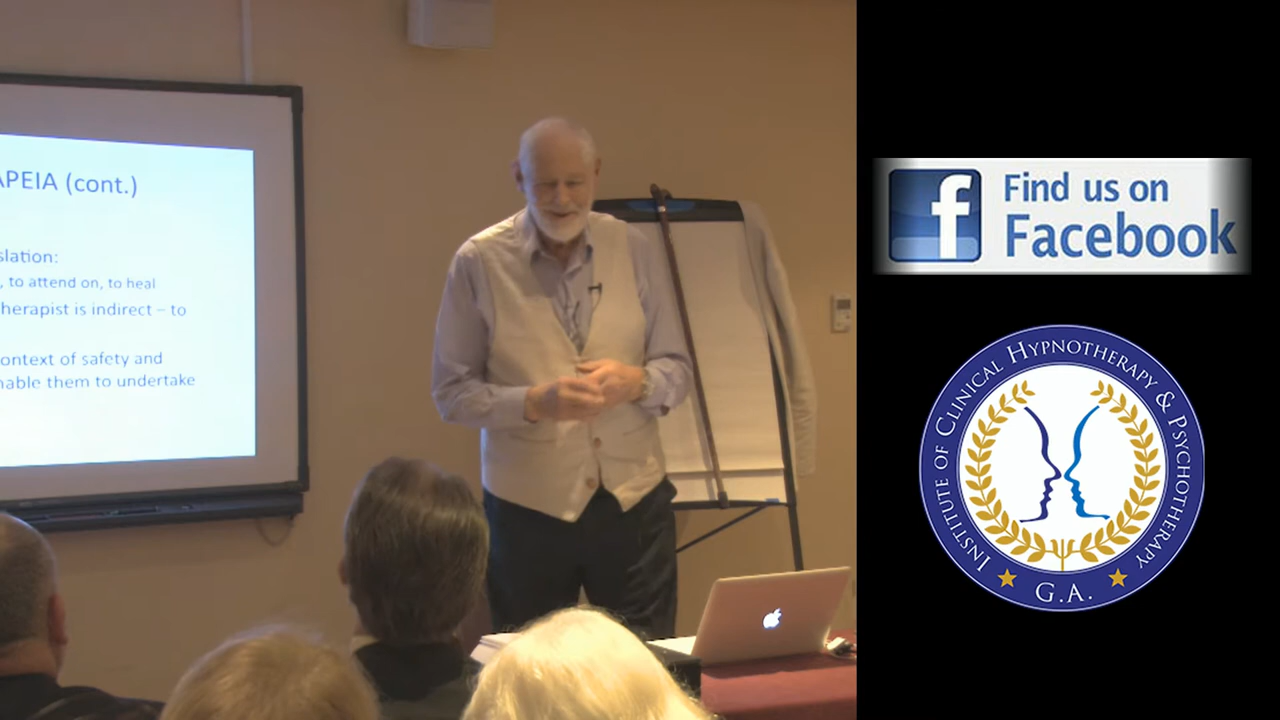 APEIA (cont.)
slation:
, to attend on, to heal
herapist is indirect – to
ontext of safety and
nable them to undertake
f Find us on
Facebook
INSTITUTE OF CLINICAL HYPNOTHERAPY & PSYCHOTHERAPY
G.A.